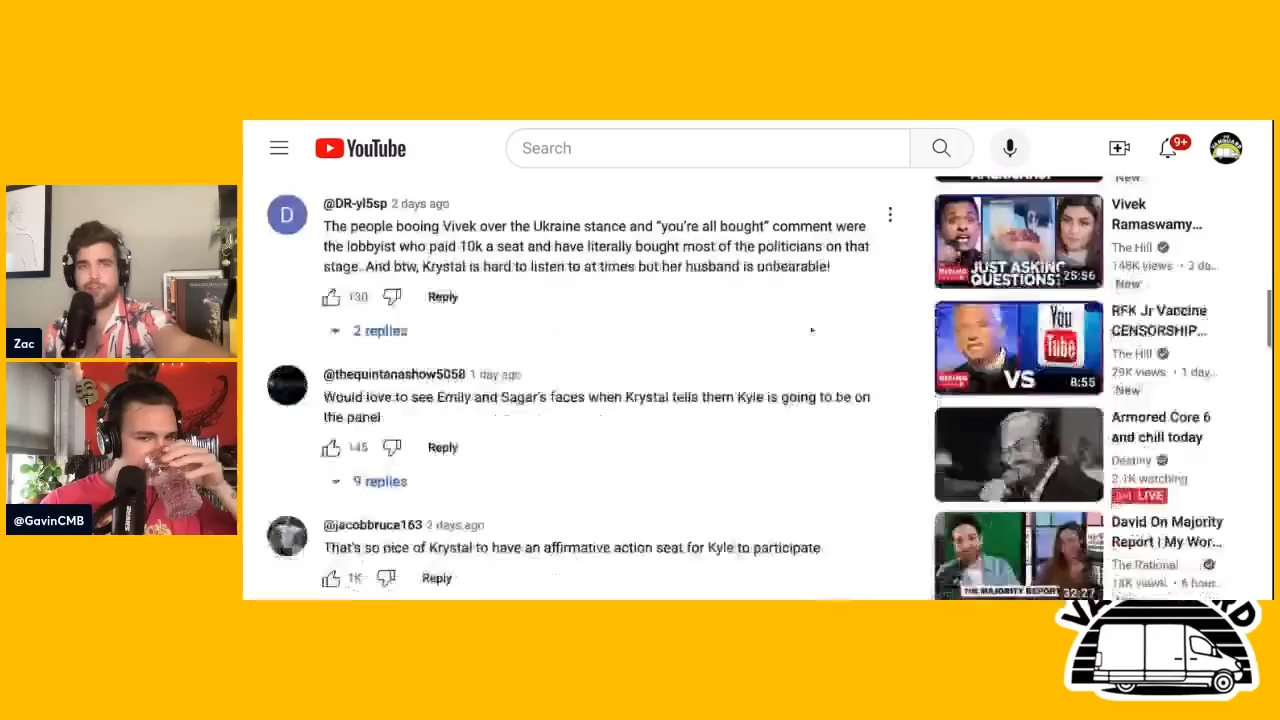 YouTube
Search
9+
D
@DR-yl5sp 2 days ago
The people booing Vivek over the Ukraine stance and "you're all bought" comment were
the lobbyist who paid 10k a seat and have literally bought most of the politicians on that
stage. And btw, Krystal is hard to listen to at times but her husband is unbearable!
130
Reply
2 replies
@thequintanashow5058 1 day ago
Would love to see Emily and Sagar's faces when Krystal tells them Kyle is going to be on
the panel
145
Reply
9 replies
@jacobbruce163 2 days ago
That's so nice of Krystal to have an affirmative action seat for Kyle to participate
1K
Reply
New
JUST ASKING
QUESTIONS
25:56
Vivek
Ramaswamy...
The Hill
148K views
New
You
Tube
VS
8:55
RFK Jr Vaccine
CENSORSHIP...
The Hill
29K views • 1 day...
New
Armored Core 6
and chill today
Destiny
2.1K watching
LIVE
THE MAJORITY REPORT
32:27
David On Majority
Report | My Wor...
The Rational
18K views • 6 hour...
Zac
@GavinCMB
SHURE